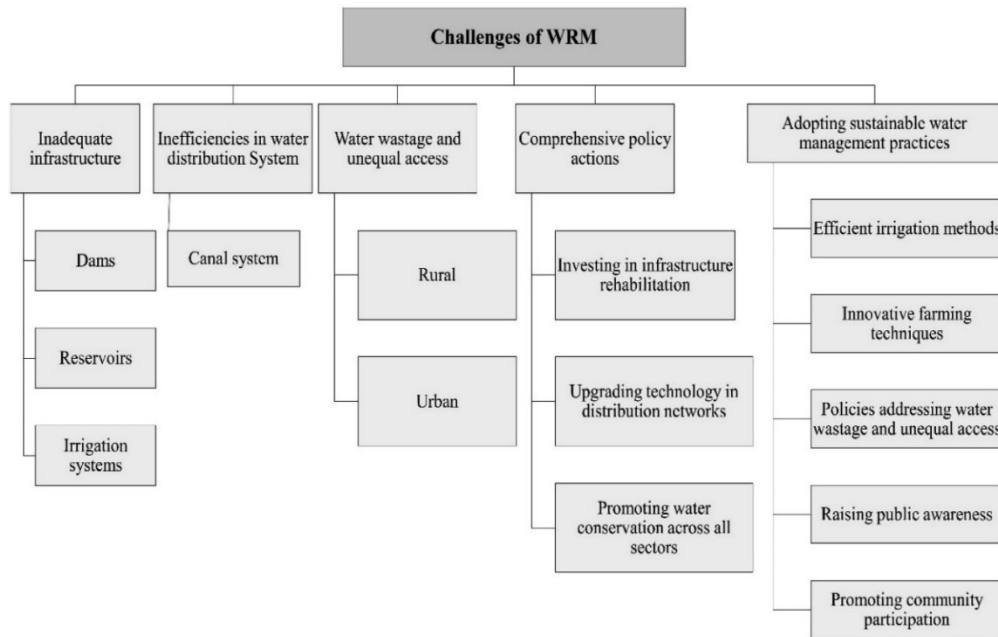 Challenges of WRM
Inadequate
infrastructure
Dams
Reservoirs
Irrigation
systems
Inefficiencies in water
distribution System
Canal system
Water wastage and
unequal access
Rural
Urban
Comprehensive policy
actions
Investing in infrastructure
rehabilitation
Upgrading technology in
distribution networks
Promoting water
conservation across all
sectors
Adopting sustainable water
management practices
Efficient irrigation methods
Innovative farming
techniques
Policies addressing water
wastage and unequal access
Raising public awareness
Promoting community
participation